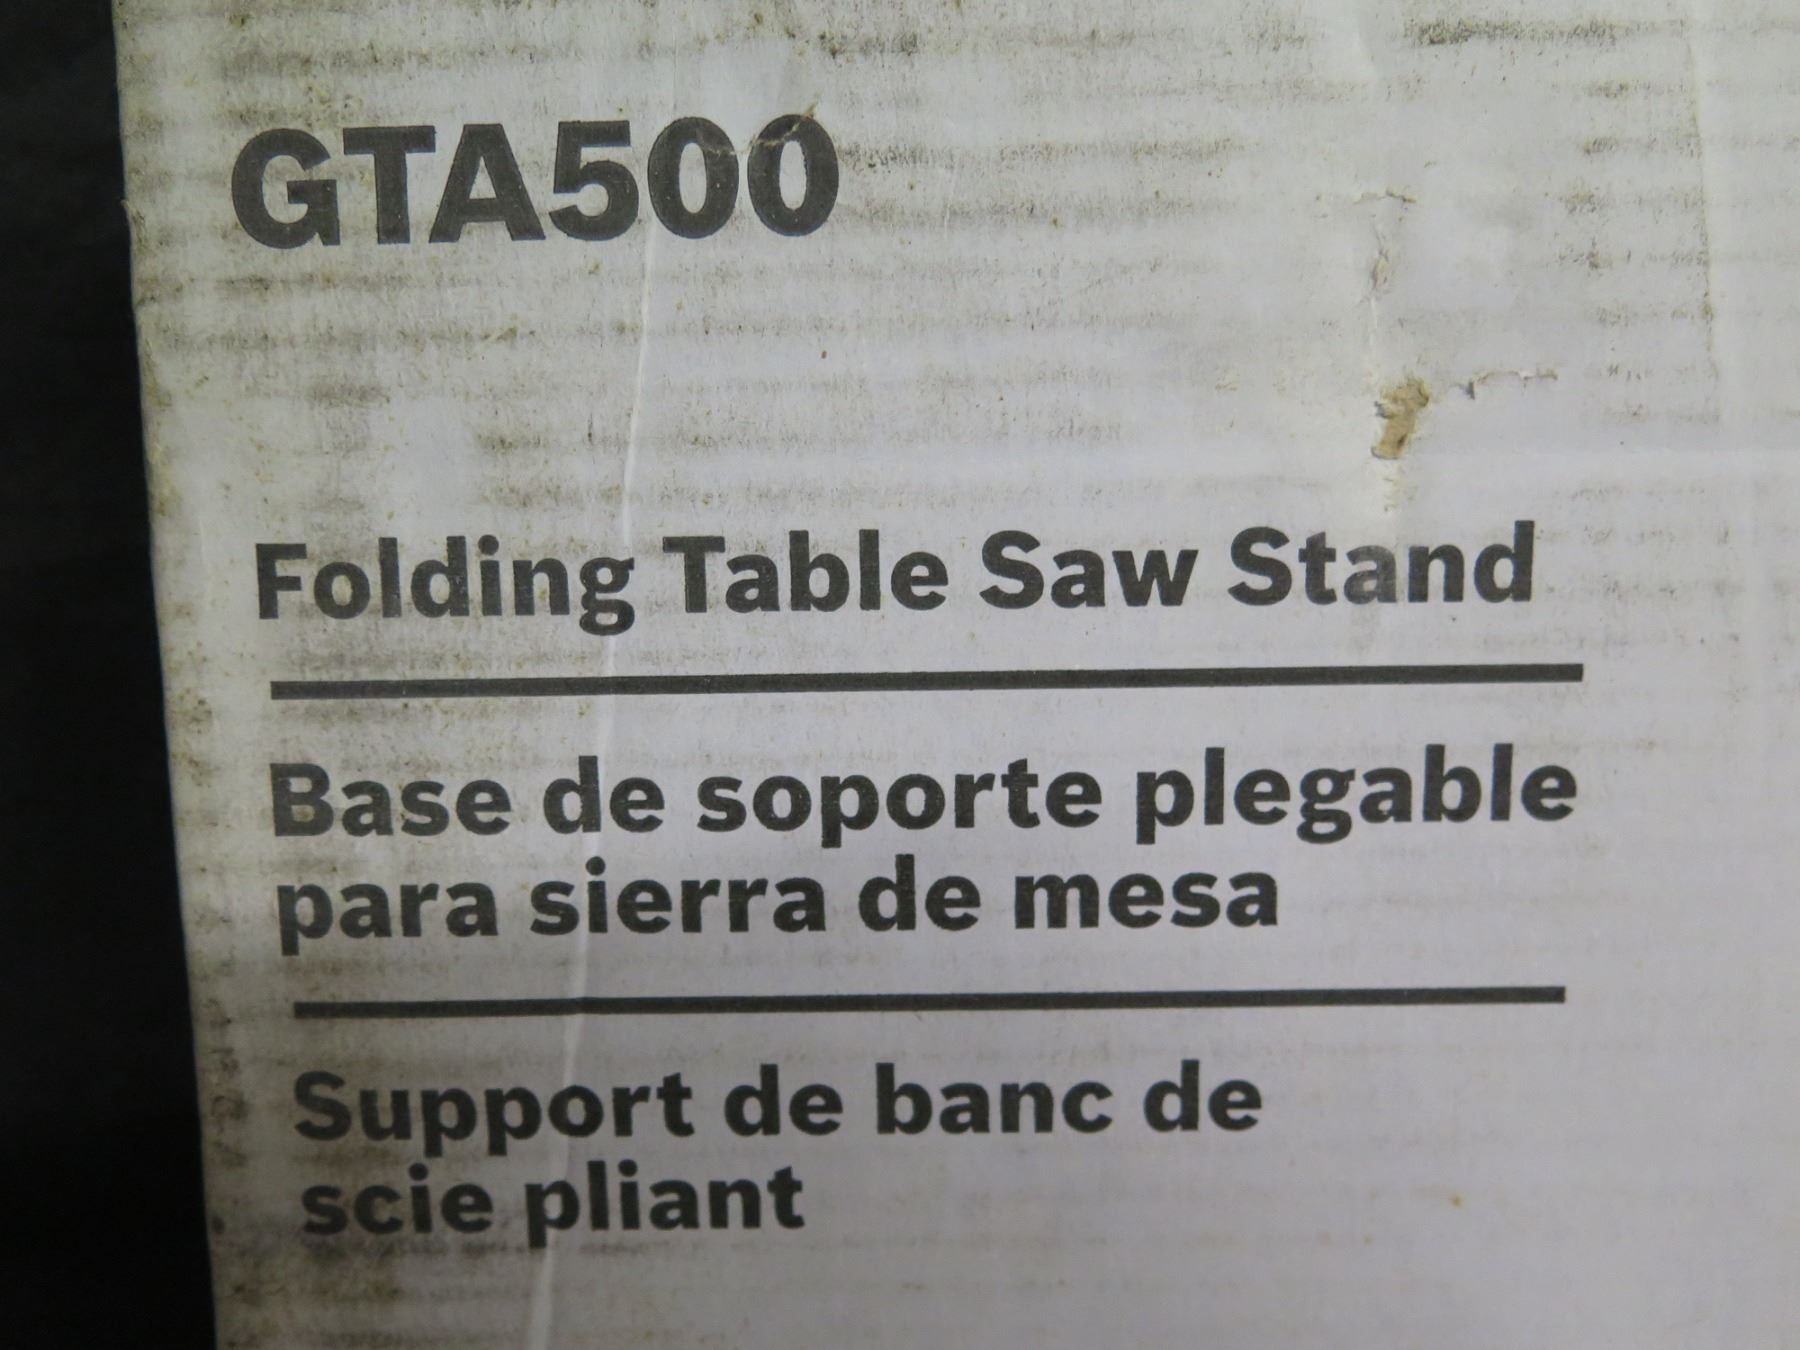 GTA500
Folding Table Saw Stand
Base de soporte plegable
para sierra de mesa
Support de banc de
scie pliant